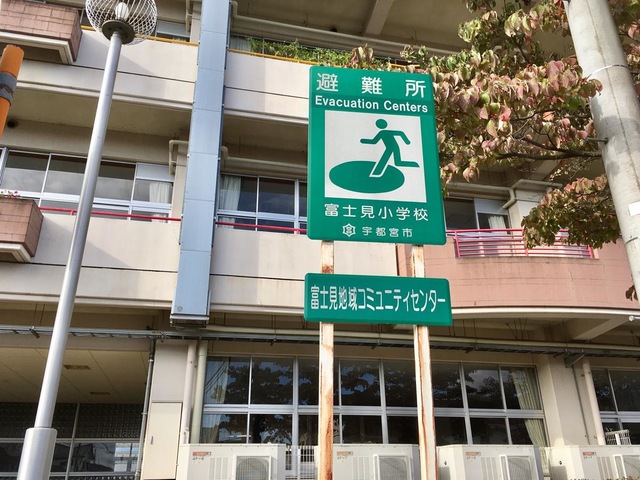 避難所
Evacuation Centers
富士見小学校
宇都宮市
富士見地域コミュニティセンター